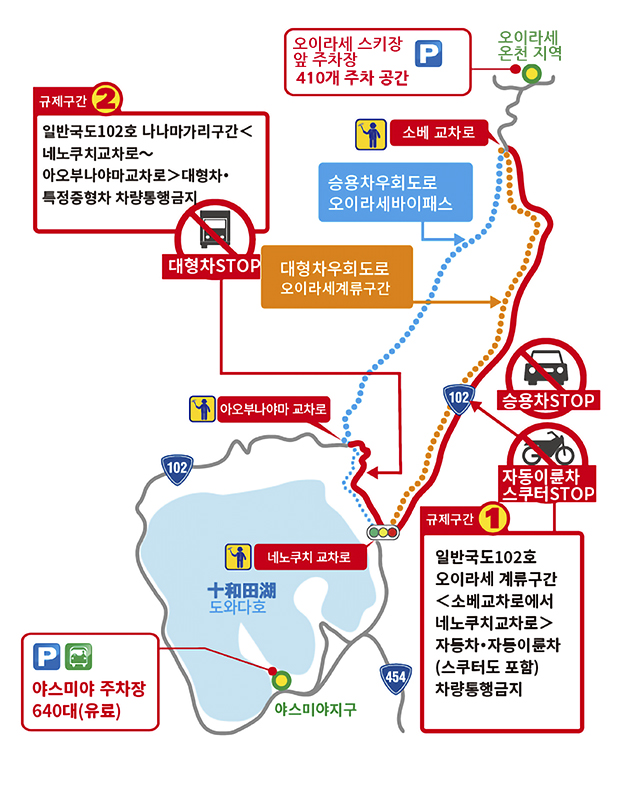 오이라세 스키장
앞 주차장
410개 주차 공간
P
오이라세
온천 지역
규제구간 2
일반국도102호 나나마가리구간<
네노쿠치교차로~
아오부나야마교차로>대형차•
특정중형차 차량통행금지
대형차STOP
소베 교차로
승용차우회도로
오이라세바이패스
대형차우회도로
오이라세계류구간
102
승용차STOP
자동이륜차
스쿠터STOP
아오부나야마 교차로
102
규제구간 1
일반국도102호
오이라세 계류구간
<소베교차로에서
네노쿠치교차로>
자동차•자동이륜차
(스쿠터도 포함)
차량통행금지
네노쿠치 교차로
十和田湖
도와다호
P
야스미야 주차장
640대(유료)
야스미야지구
454